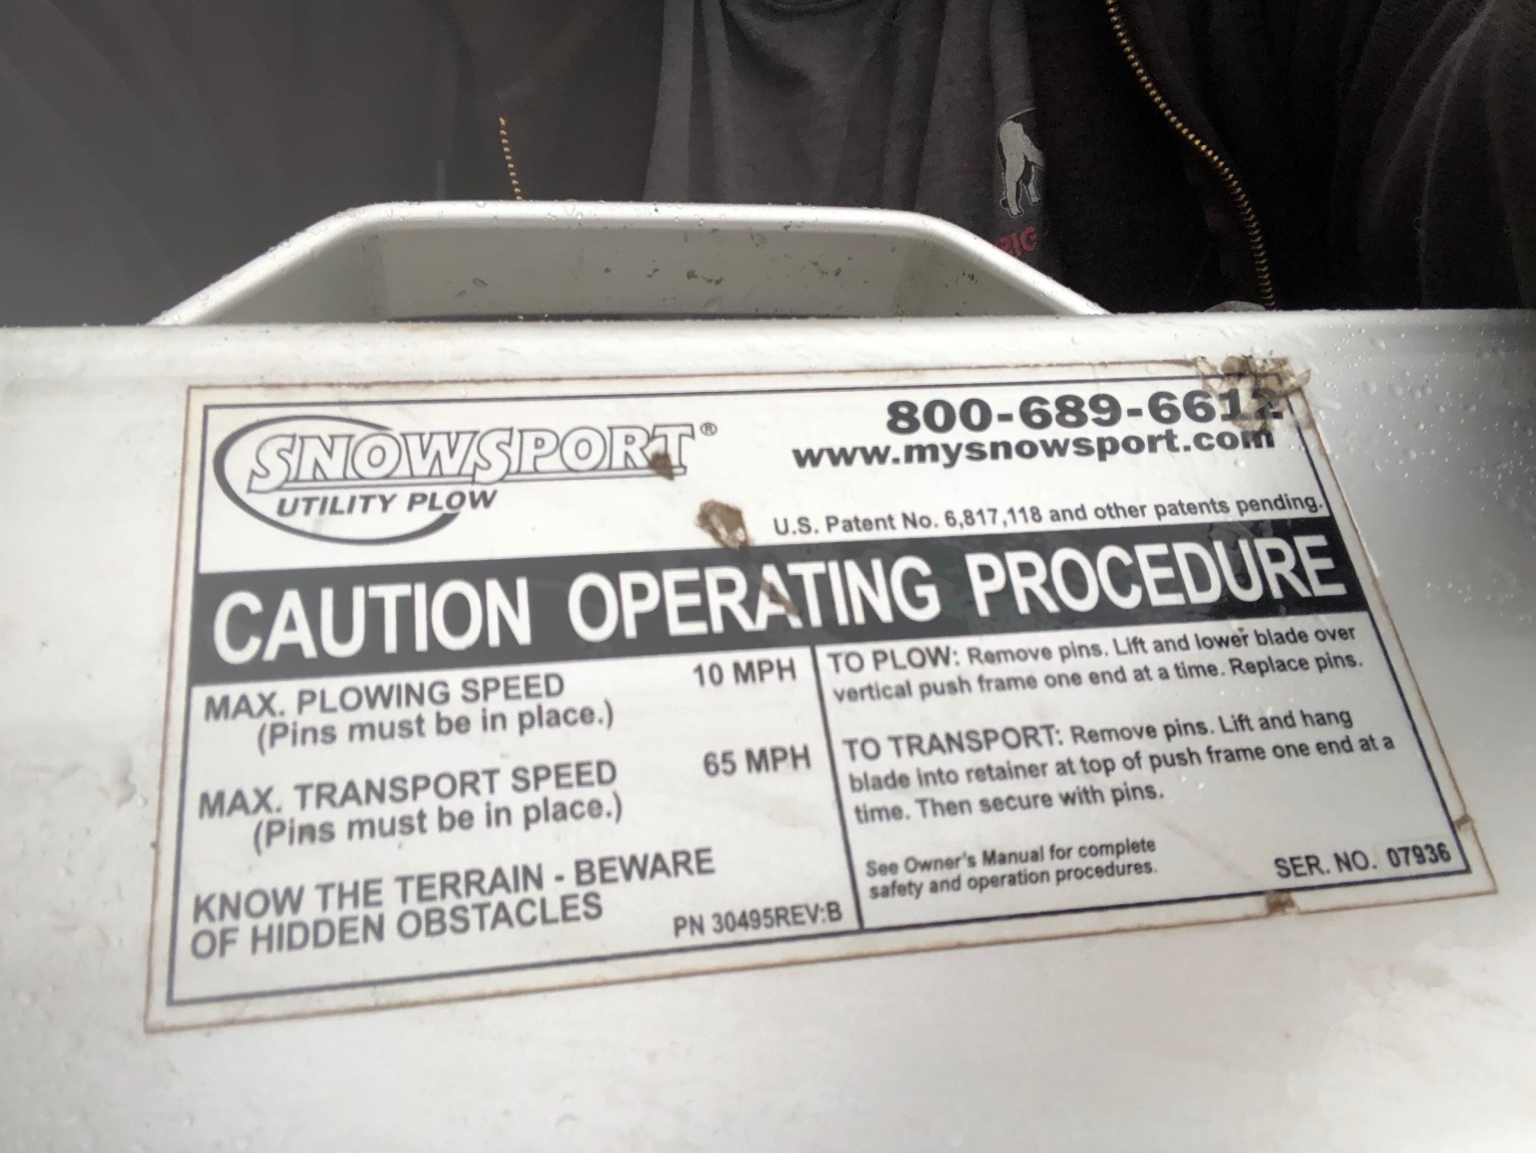 RIG
SNOWSPORT®
UTILITY PLOW
800-689-6612
www.mysnowsport.com
U.S. Patent No. 6,817,118 and other patents pending.
CAUTION OPERATING PROCEDURE
MAX. PLOWING SPEED 10 MPH
(Pins must be in place.)
MAX. TRANSPORT SPEED 65 MPH
(Pins must be in place.)
KNOW THE TERRAIN - BEWARE
OF HIDDEN OBSTACLES
PN 30495REV:B
TO PLOW: Remove pins. Lift and lower blade over
vertical push frame one end at a time. Replace pins.
TO TRANSPORT: Remove pins. Lift and hang
blade into retainer at top of push frame one end at a
time. Then secure with pins.
See Owner's Manual for complete
safety and operation procedures.
SER. NO. 07936